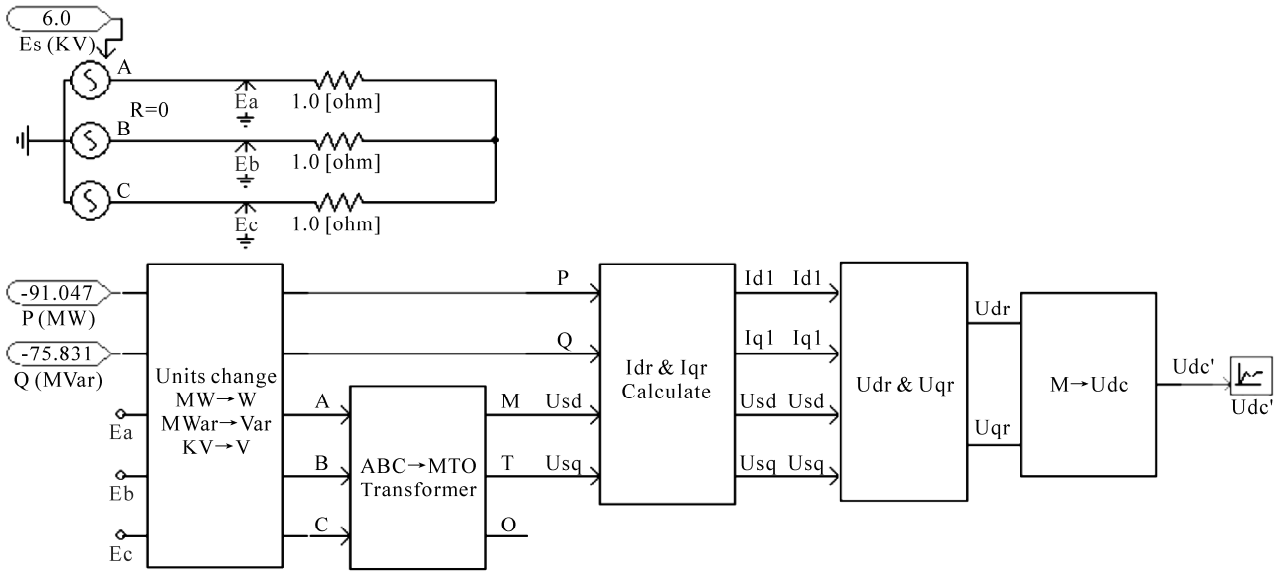 6.0
Es (KV)
A
R=0
Ea
1.0 [ohm]
B
Eb
1.0 [ohm]
C
Ec
1.0 [ohm]
-91.047
P (MW)
-75.831
Q (MVar)
Ea
Eb
Ec
Units change
MW→W
MWar→Var
KV→V
A
B
C
ABC→MTO
Transformer
P
Q
M Usd
T Usq
O
Idr & Iqr
Calculate
Id1 Id1
Iq1 Iq1
Usd Usd
Usq Usq
Udr & Uqr
Udr
Uqr
M→Udc
Udc'
Udc'